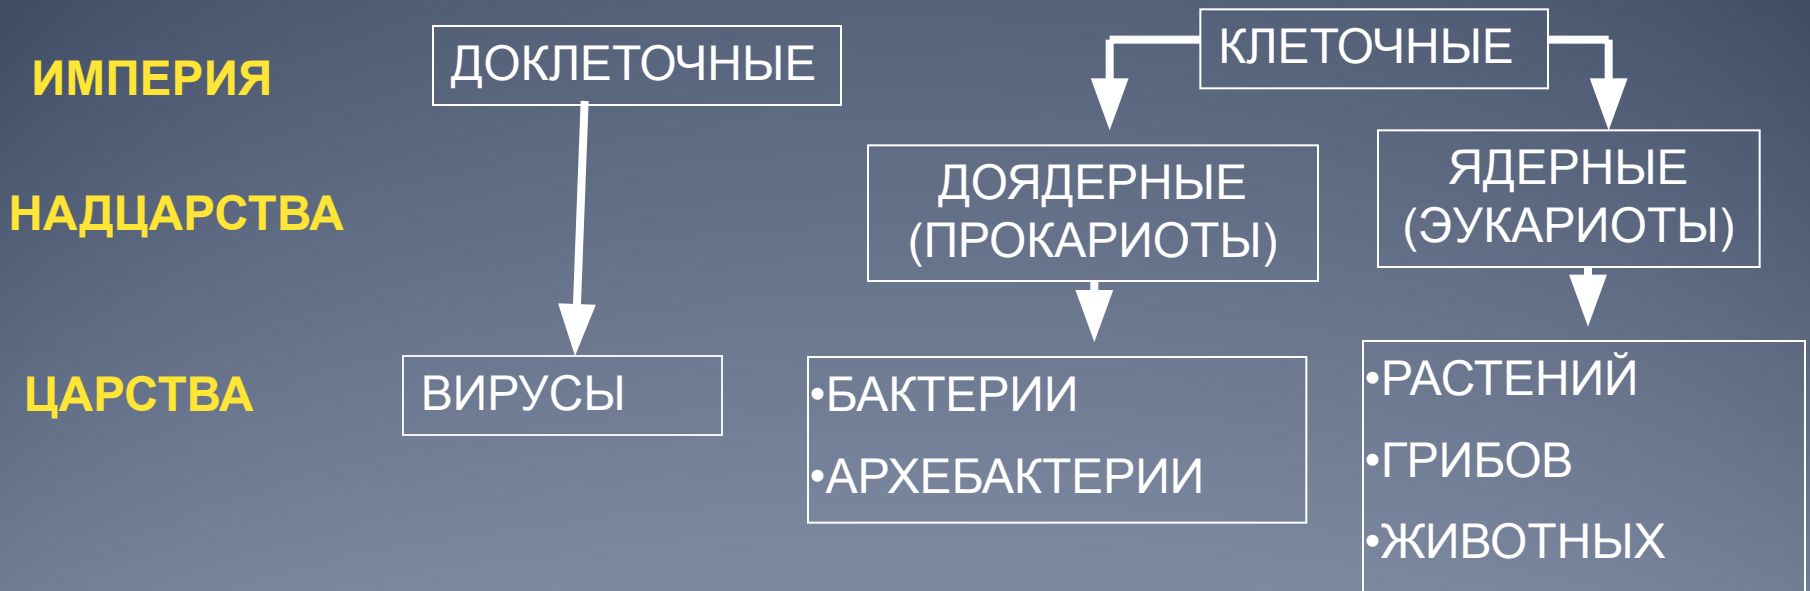 ИМПЕРИЯ
ДОКЛЕТОЧНЫЕ
КЛЕТОЧНЫЕ
НАДЦАРСТВА
ДОЯДЕРНЫЕ
(ПРОКАРИОТЫ)
ЯДЕРНЫЕ
(ЭУКАРИОТЫ)
ЦАРСТВА
ВИРУСЫ
•БАКТЕРИИ
•АРХЕБАКТЕРИИ
•РАСТЕНИЙ
•ГРИБОВ
•ЖИВОТНЫХ